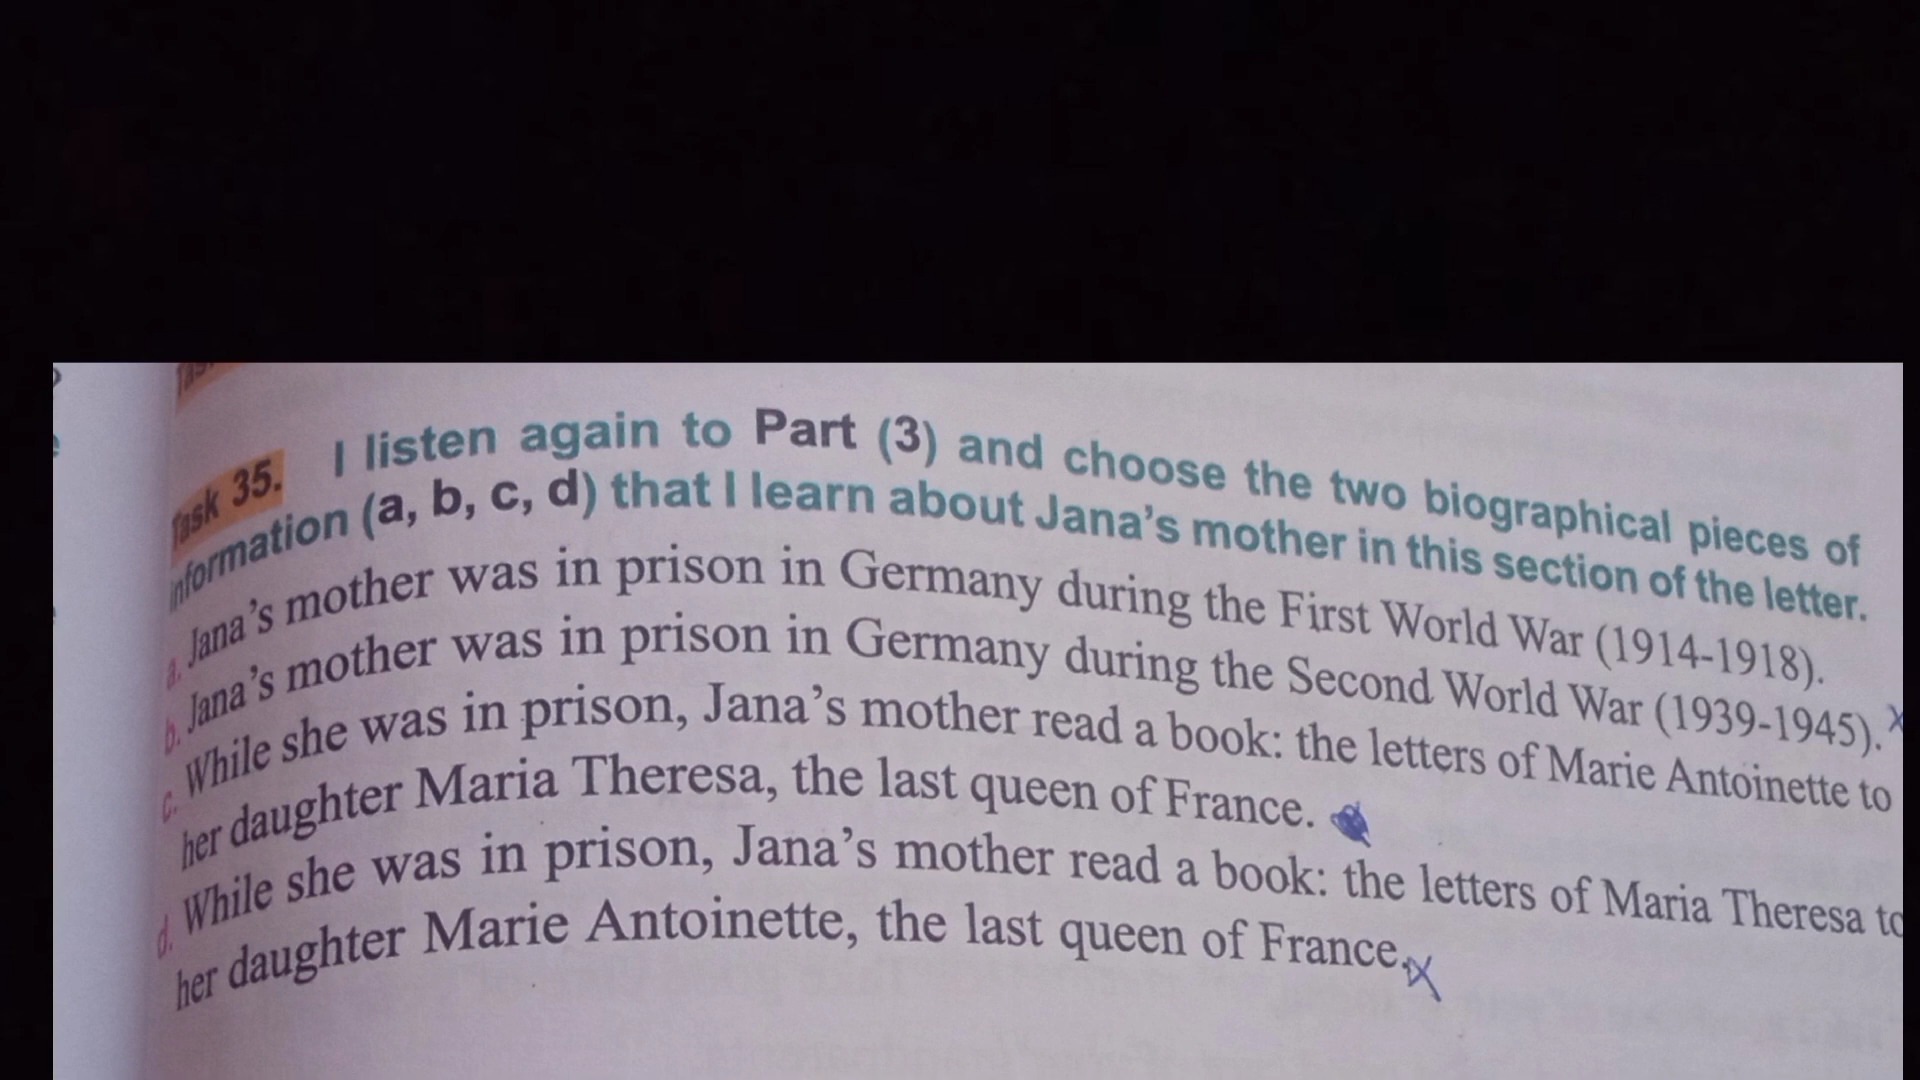 Task 35. I listen again to Part (3) and choose the two biographical pieces of
information (a, b, c, d) that I learn about Jana's mother in this section of the letter.
a. Jana's mother was in prison in Germany during the First World War (1914-1918).
b. Jana's mother was in prison in Germany during the Second World War (1939-1945). x
c. While she was in prison, Jana's mother read a book: the letters of Marie Antoinette to
her daughter Maria Theresa, the last queen of France.
d. While she was in prison, Jana's mother read a book: the letters of Maria Theresa to
her daughter Marie Antoinette, the last queen of France. x